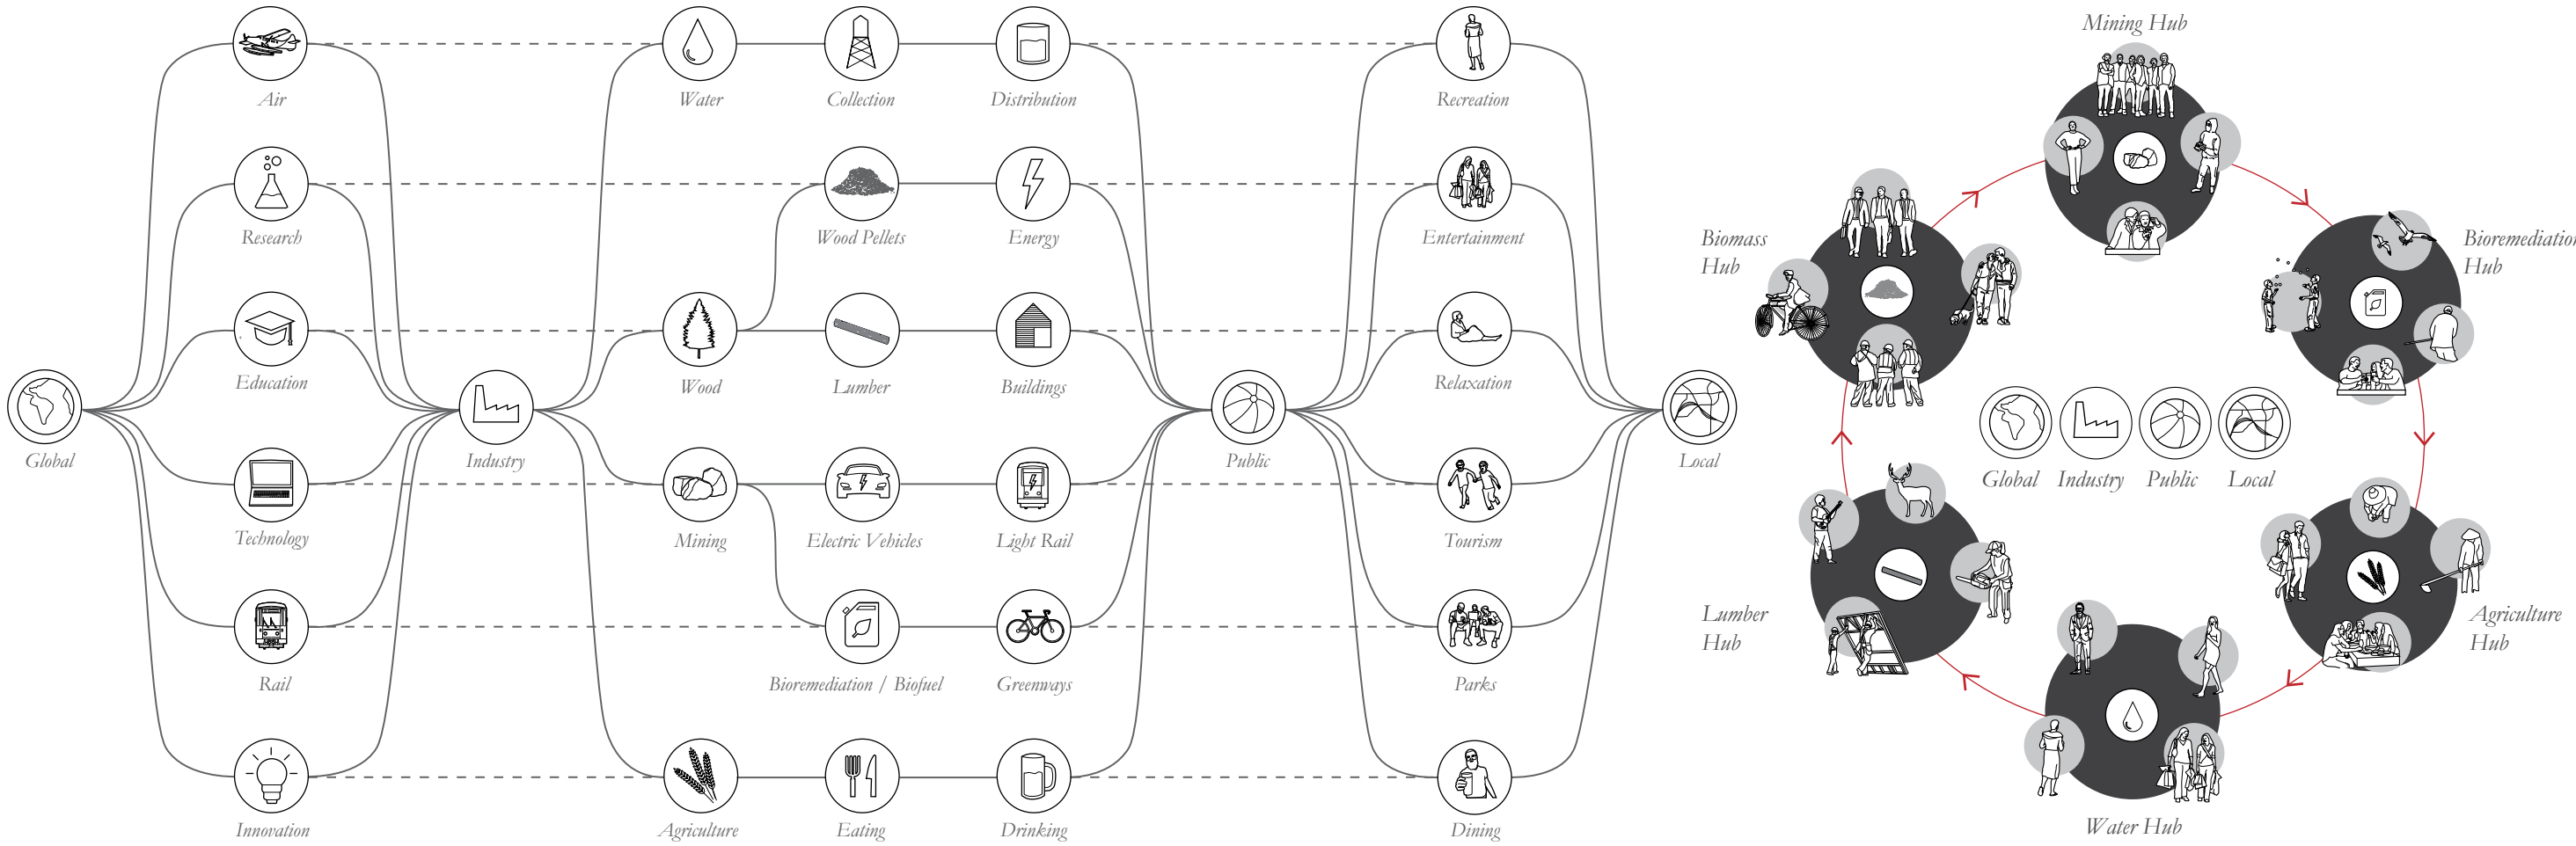 Mining Hub
Air
Water
Collection
Distribution
Recreation
Research
Wood Pellets
Energy
Entertainment
Biomass
Hub
Bioremediation
Hub
Education
Wood
Lumber
Buildings
Relaxation
Global
Industry
Public
Local
Global
Industry
Public
Local
Technology
Mining
Electric Vehicles
Light Rail
Tourism
Lumber
Hub
Agriculture
Hub
Rail
Bioremediation / Biofuel
Greenways
Parks
Innovation
Agriculture
Eating
Drinking
Dining
Water Hub